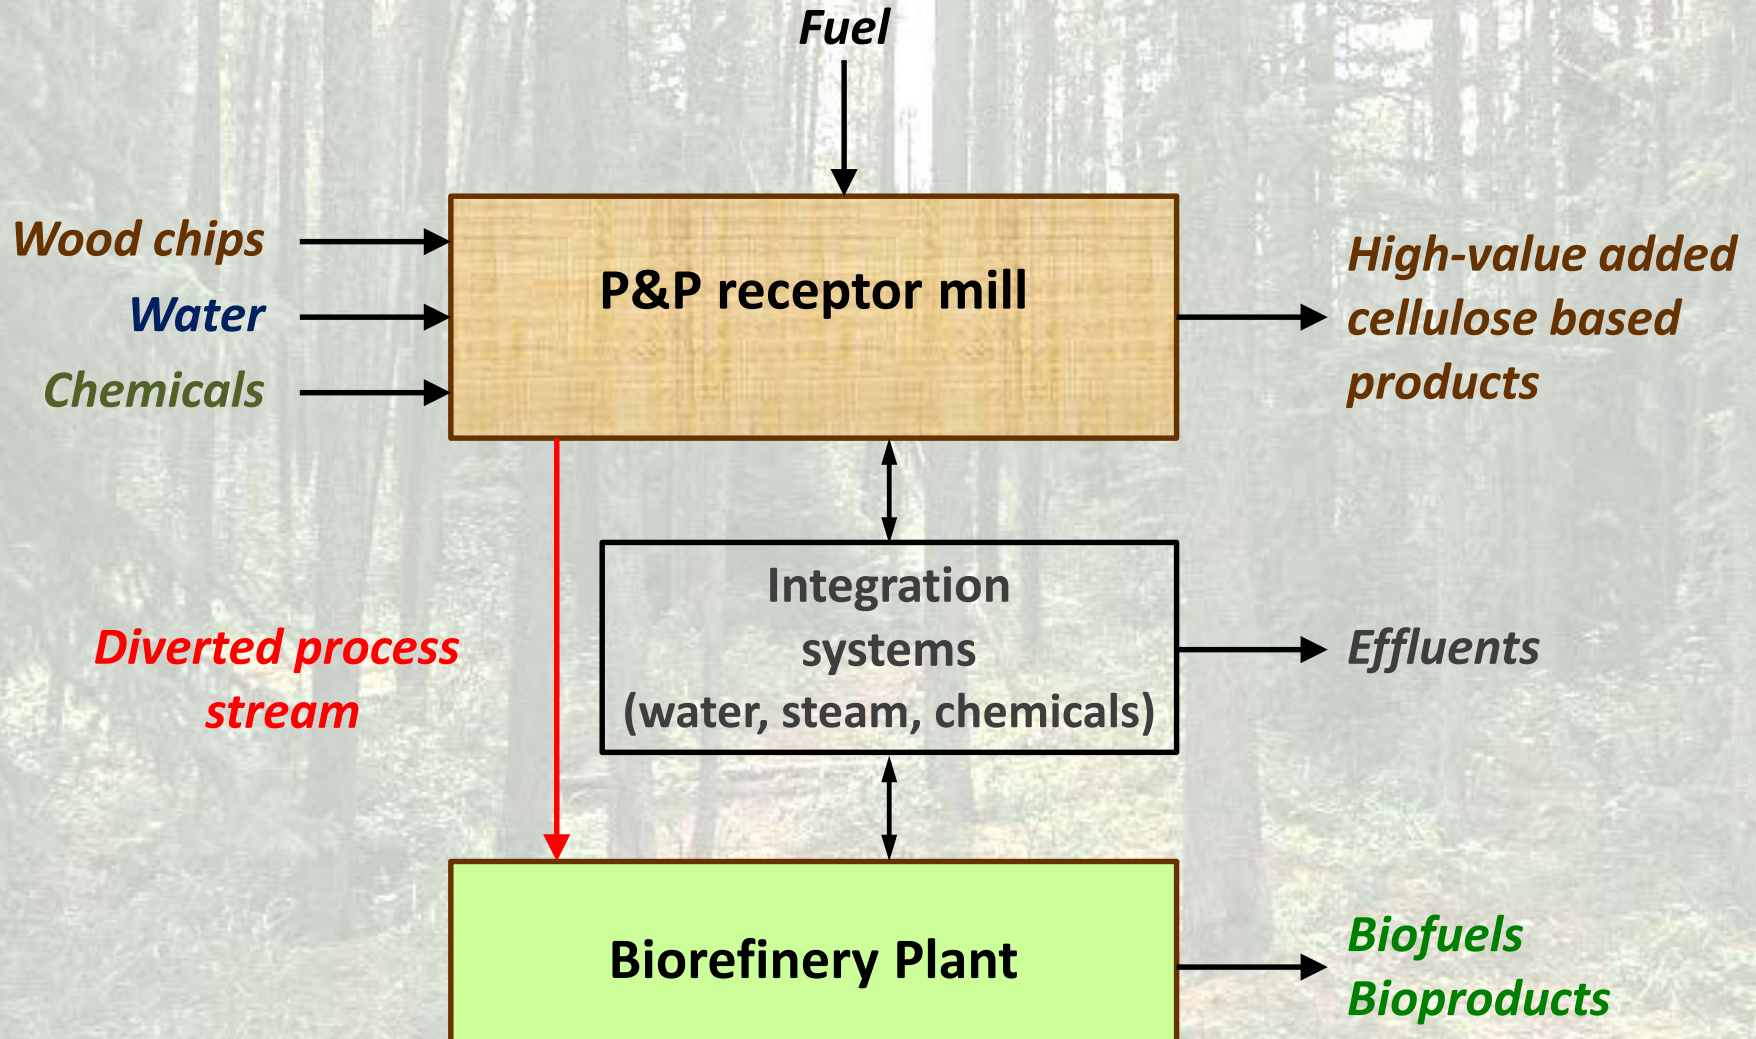 Fuel
Wood chips
Water
Chemicals
P&P receptor mill
High-value added
cellulose based
products
Diverted process
stream
Integration
systems
(water, steam, chemicals)
Effluents
Biorefinery Plant
Biofuels
Bioproducts